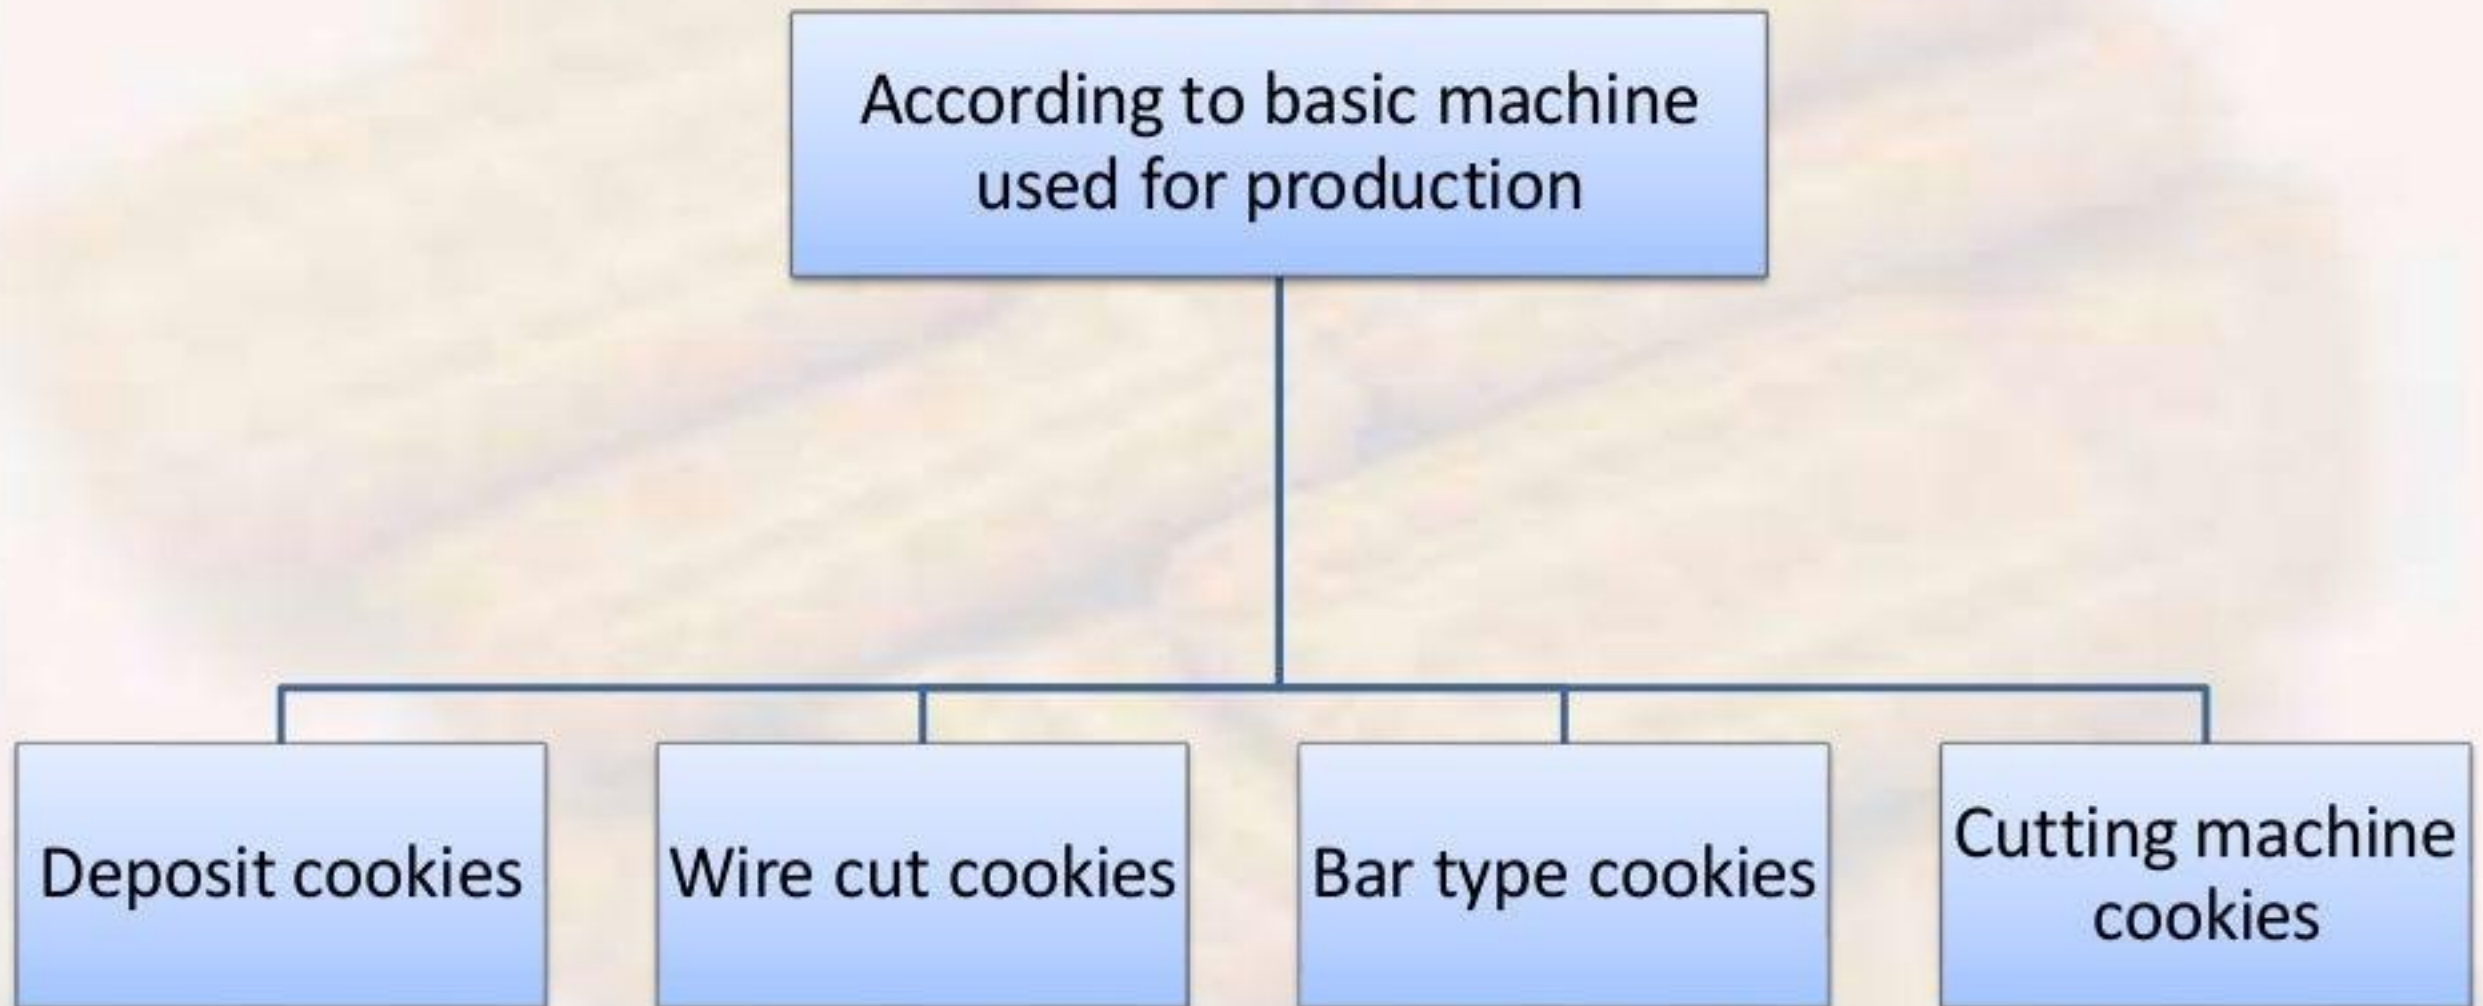 According to basic machine
used for production
Deposit cookies
Wire cut cookies
Bar type cookies
Cutting machine
cookies